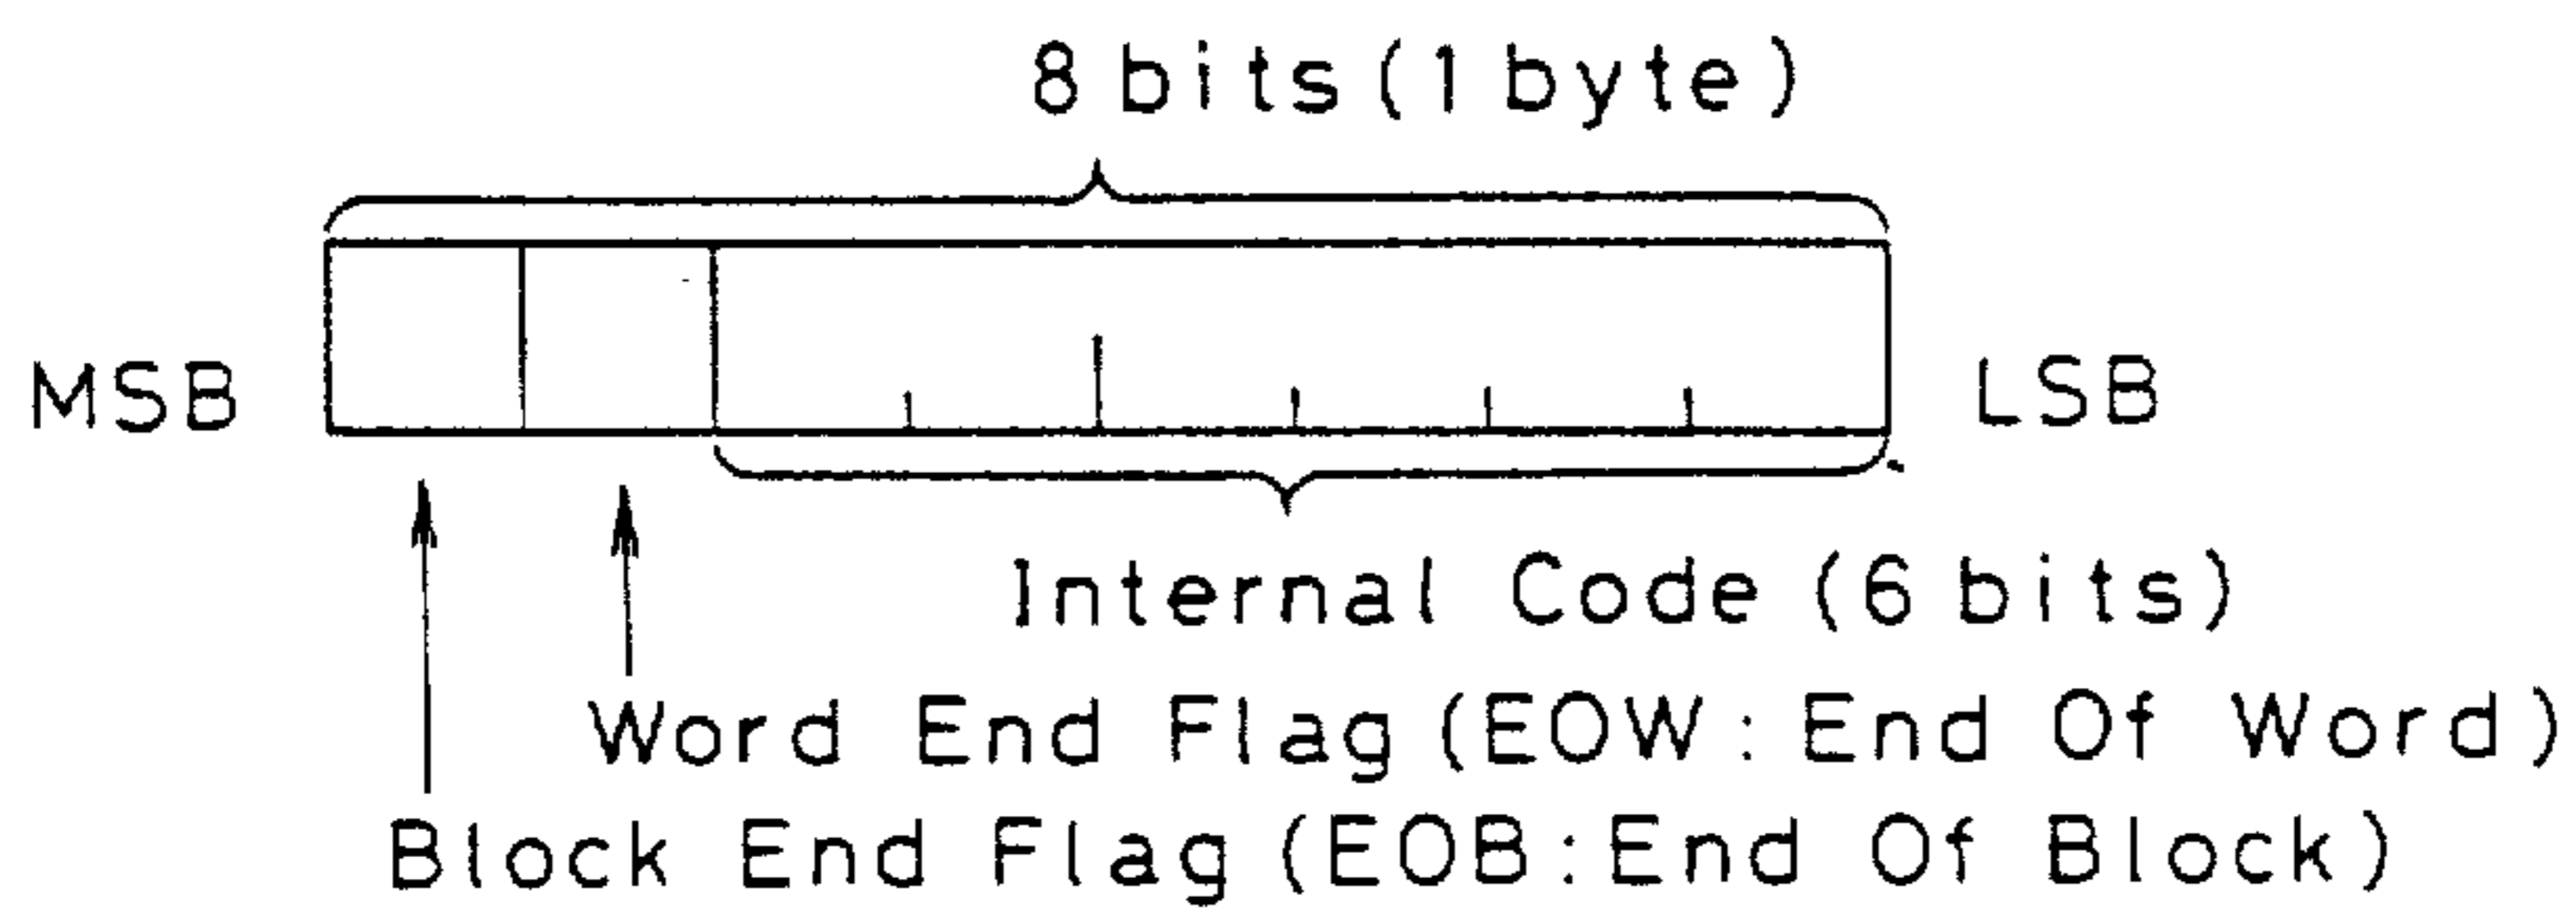 8 bits (1 byte)
MSB
LSB
Internal Code (6 bits)
Word End Flag (EOW: End Of Word)
Block End Flag (EOB: End Of Block)